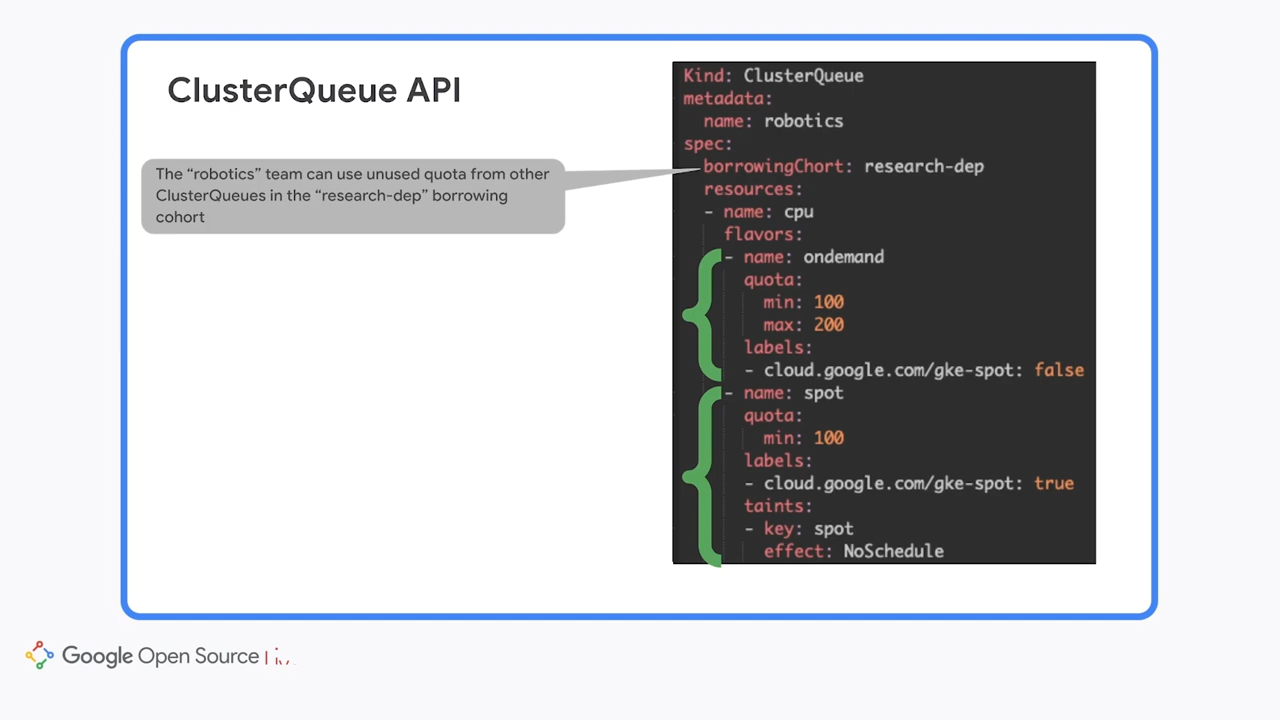 ClusterQueue API
The “robotics” team can use unused quota from other
ClusterQueues in the “research-dep” borrowing
cohort
Kind: ClusterQueue
metadata:
name: robotics
spec:
borrowingChort: research-dep
resources:
- name: cpu
flavors:
- name: ondemand
quota:
min: 100
max: 200
labels:
- cloud.google.com/gke-spot: false
- name: spot
quota:
min: 100
labels:
- cloud.google.com/gke-spot: true
taints:
- key: spot
effect: NoSchedule
Google Open Source